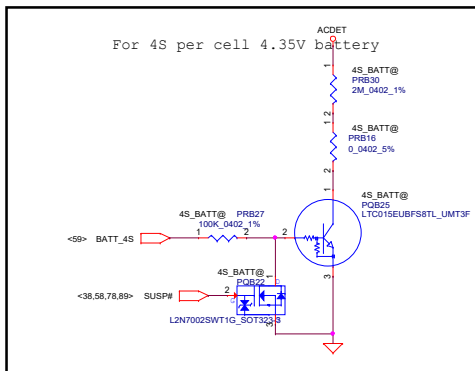 ACDET
For 4S per cell 4.35V battery
1
4S_BATT@
PRB30
2M_0402_1%
2
1
4S_BATT@
PRB16
0_0402_5%
2
1
4S_BATT@
PQB25
LTC015EUBFS8TL_UMT3F
4S_BATT@ PRB27
<59> BATT_4S 1 2 2
100K_0402_1%
3
4S_BATT@
PQB22
1
D
<38,58,78,89> SUSP# 2
G
S
3
L2N7002SWT1G_SOT323-3